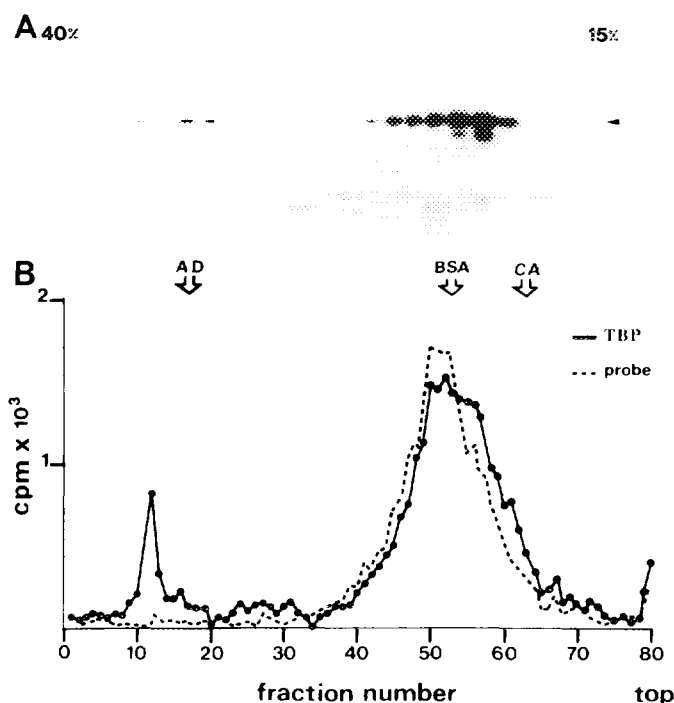 A 40% 15%
B AD BSA CA
2
TBP
probe
1
cpm x 10³
0 10 20 30 40 50 60 70 80
fraction number top